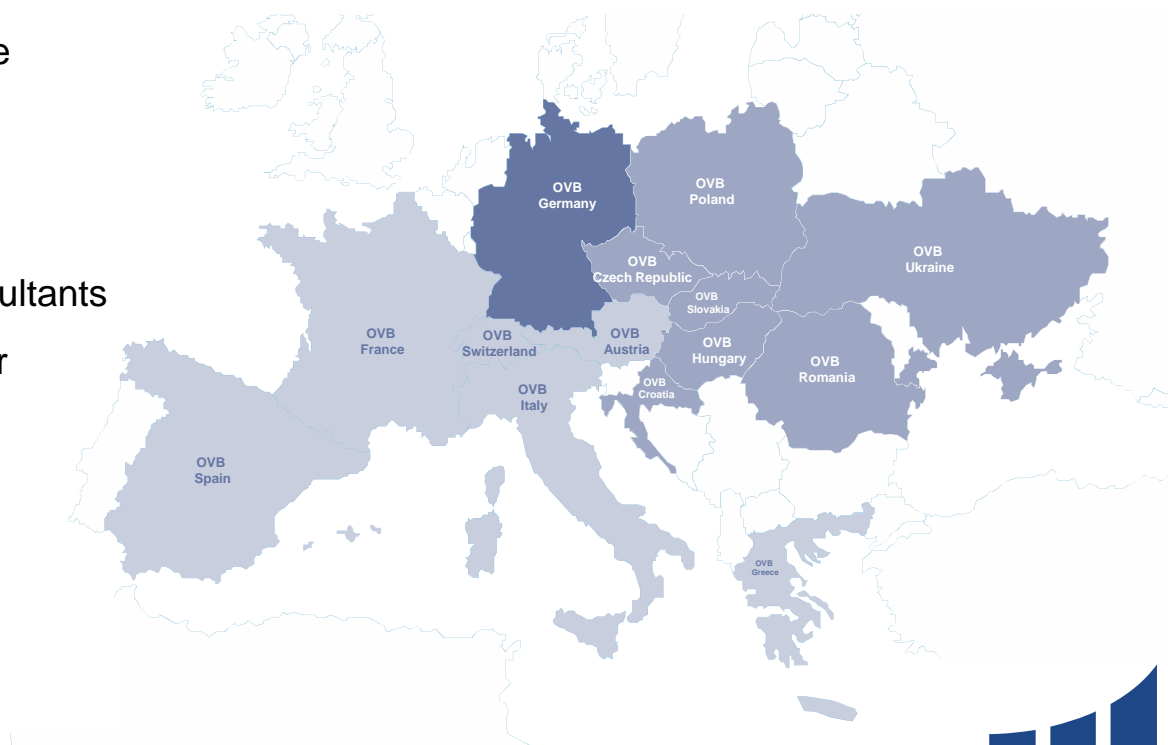 e
ultants
r
OVB
Germany
OVB
Poland
OVB
Czech Republic
OVB
Ukraine
OVB
Slovakia
OVB
France
OVB
Switzerland
OVB
Austria
OVB
Hungary
OVB
Romania
OVB
Italy
OVB
Croatia
OVB
Spain
OVB
Greece